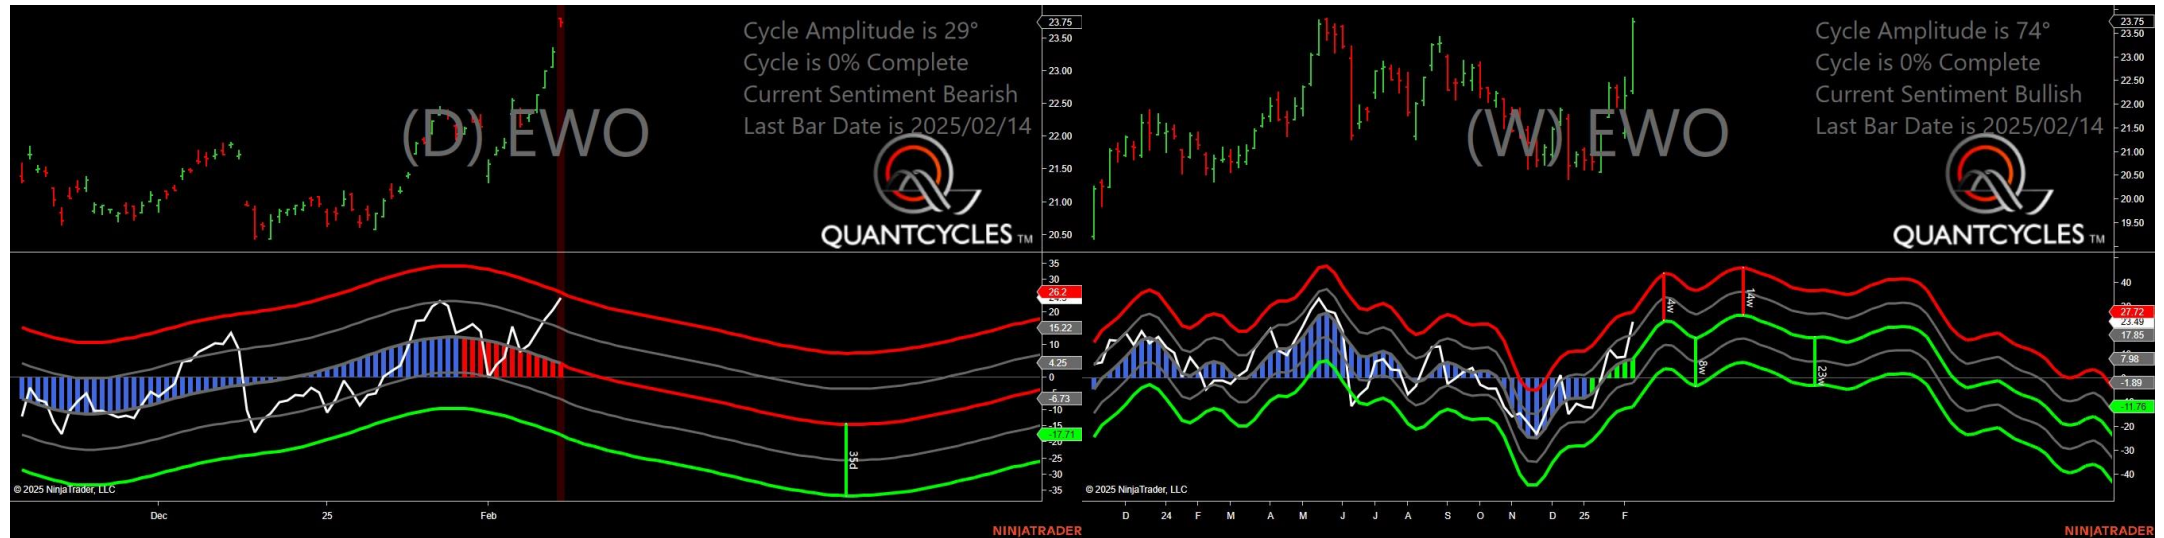 Cycle Amplitude is 29°
Cycle is 0% Complete
Current Sentiment Bearish
Last Bar Date is 2025/02/14
(D) EWO
QUANTCYCLES TM
23.75
23.50
23.00
22.50
22.00
21.50
21.00
20.50
35
30
26.2
20
15.22
10
4.25
0
-6.73
-10
-15
-17.71
-25
-30
-35
35d
© 2025 NinjaTrader, LLC
Dec
25
Feb
NINJATRADER
Cycle Amplitude is 74°
Cycle is 0% Complete
Current Sentiment Bullish
Last Bar Date is 2025/02/14
(W) EWO
QUANTCYCLES TM
23.75
23.50
23.00
22.50
22.00
21.50
21.00
20.50
20.00
19.50
40
27.72
23.49
17.85
7.98
-1.89
-11.76
-20
-30
-40
4w
14w
8w
23w
© 2025 NinjaTrader, LLC
D 24 F M A M J J A S O N D 25 F
NINJATRADER